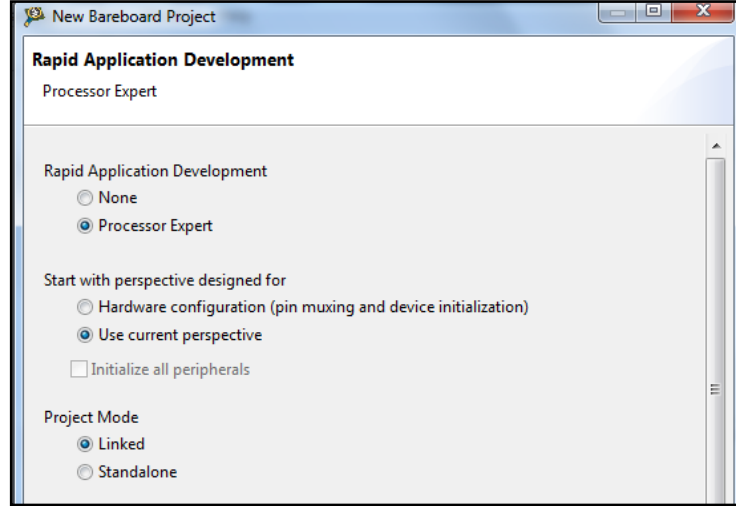 New Bareboard Project
Rapid Application Development
Processor Expert
Rapid Application Development
None
Processor Expert
Start with perspective designed for
Hardware configuration (pin muxing and device initialization)
Use current perspective
Initialize all peripherals
Project Mode
Linked
Standalone